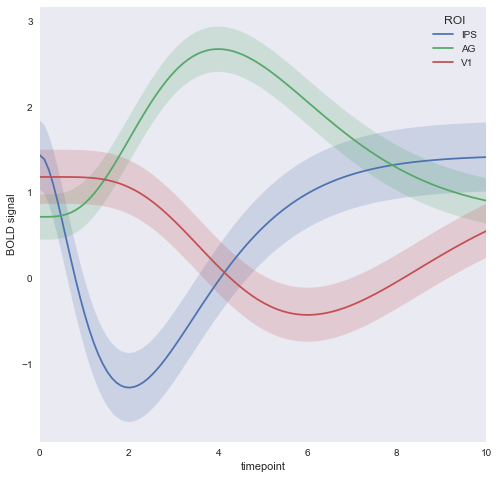 ROI
IPS
AG
V1
BOLD signal
3
2
1
0
−1
0 2 4 6 8 10
timepoint